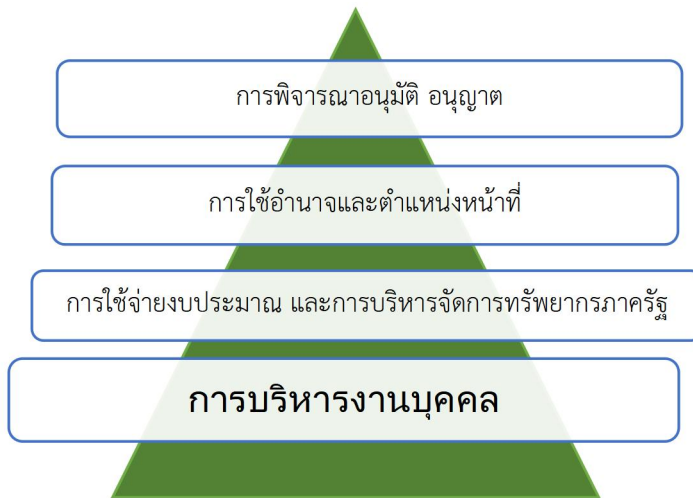 การพิจารณาอนุมัติ อนุญาต
การใช้อำนาจและตำแหน่งหน้าที่
การใช้จ่ายงบประมาณ และการบริหารจัดการทรัพยากรภาครัฐ
การบริหารงานบุคคล